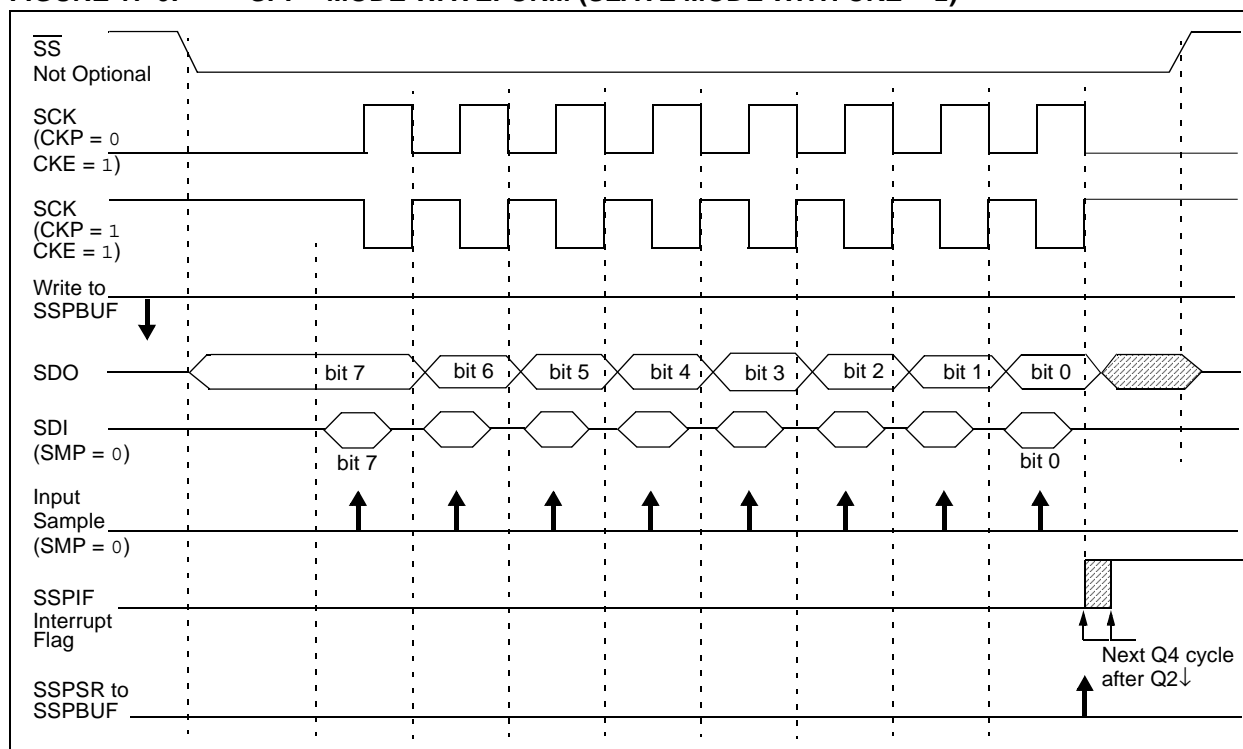 SS
Not Optional
SCK
(CKP = 0
CKE = 1)
SCK
(CKP = 1
CKE = 1)
Write to
SSPBUF
SDO
bit 7 bit 6 bit 5 bit 4 bit 3 bit 2 bit 1 bit 0
SDI
(SMP = 0)
bit 7 bit 0
Input
Sample
(SMP = 0)
SSPIF
Interrupt
Flag
Next Q4 cycle
after Q2↓
SSPSR to
SSPBUF